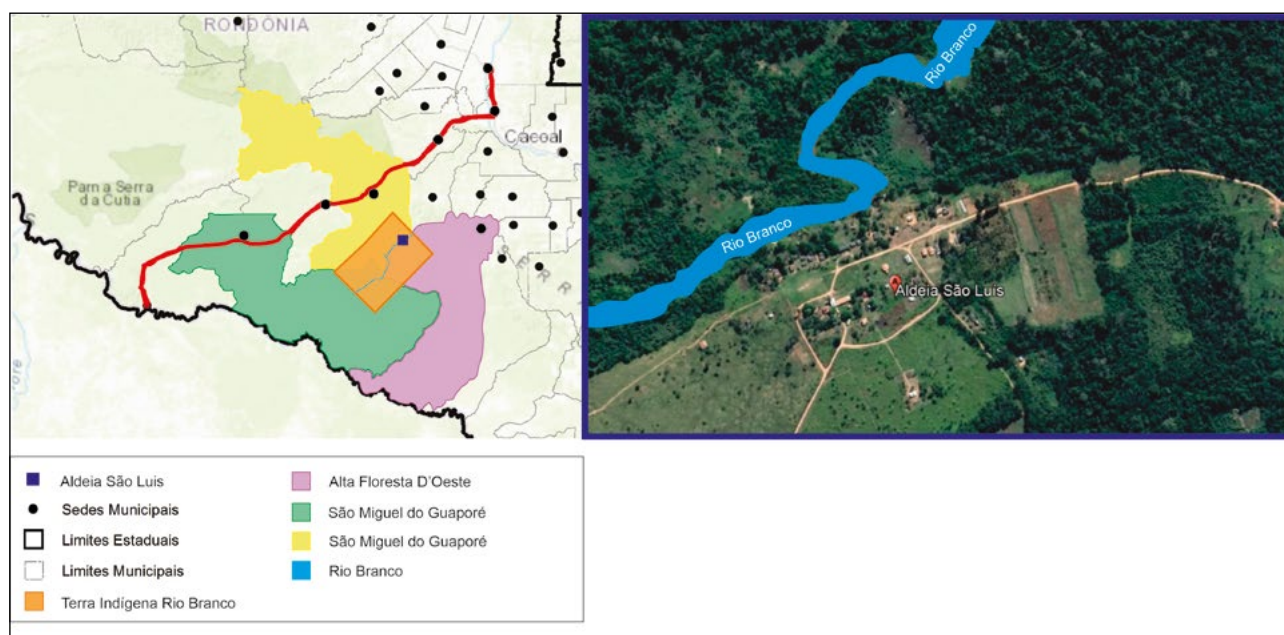 RONDÔNIA
Cacoal
Parna Serra
da Cutia
Rio Branco
Rio Branco
Aldeia São Luis
Aldeia São Luis
Sedes Municipais
Limites Estaduais
Limites Municipais
Terra Indígena Rio Branco
Alta Floresta D'Oeste
São Miguel do Guaporé
São Miguel do Guaporé
Rio Branco